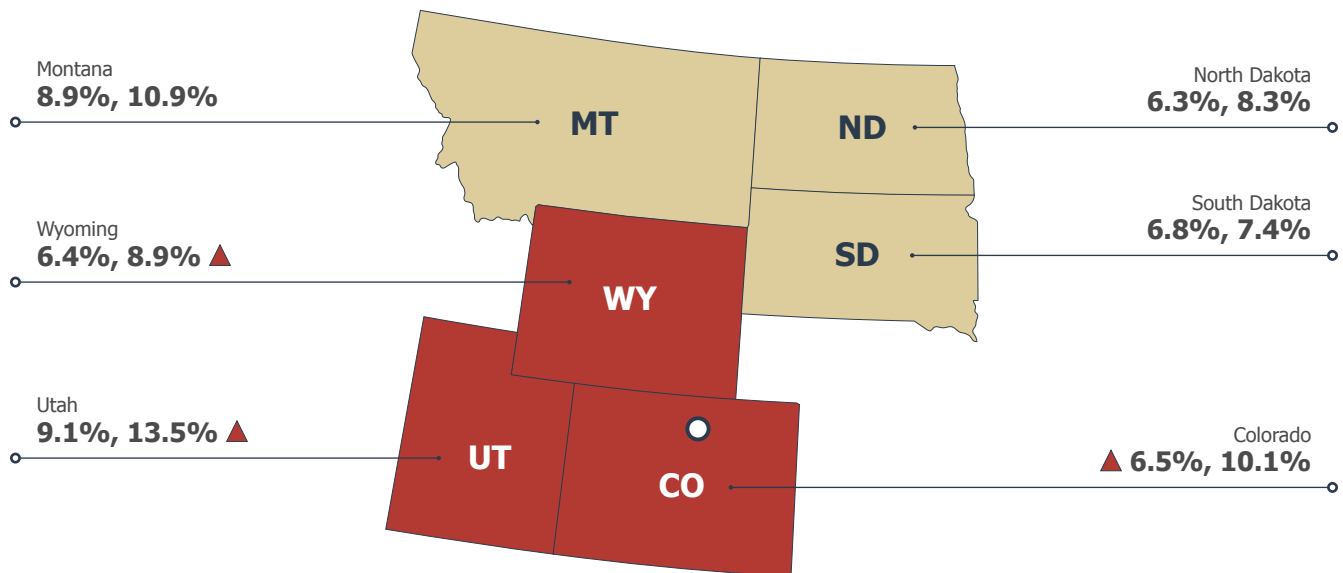 Montana
8.9%, 10.9%
North Dakota
6.3%, 8.3%
MT
ND
Wyoming
6.4%, 8.9%
South Dakota
6.8%, 7.4%
SD
WY
Utah
9.1%, 13.5%
Colorado
6.5%, 10.1%
UT
CO